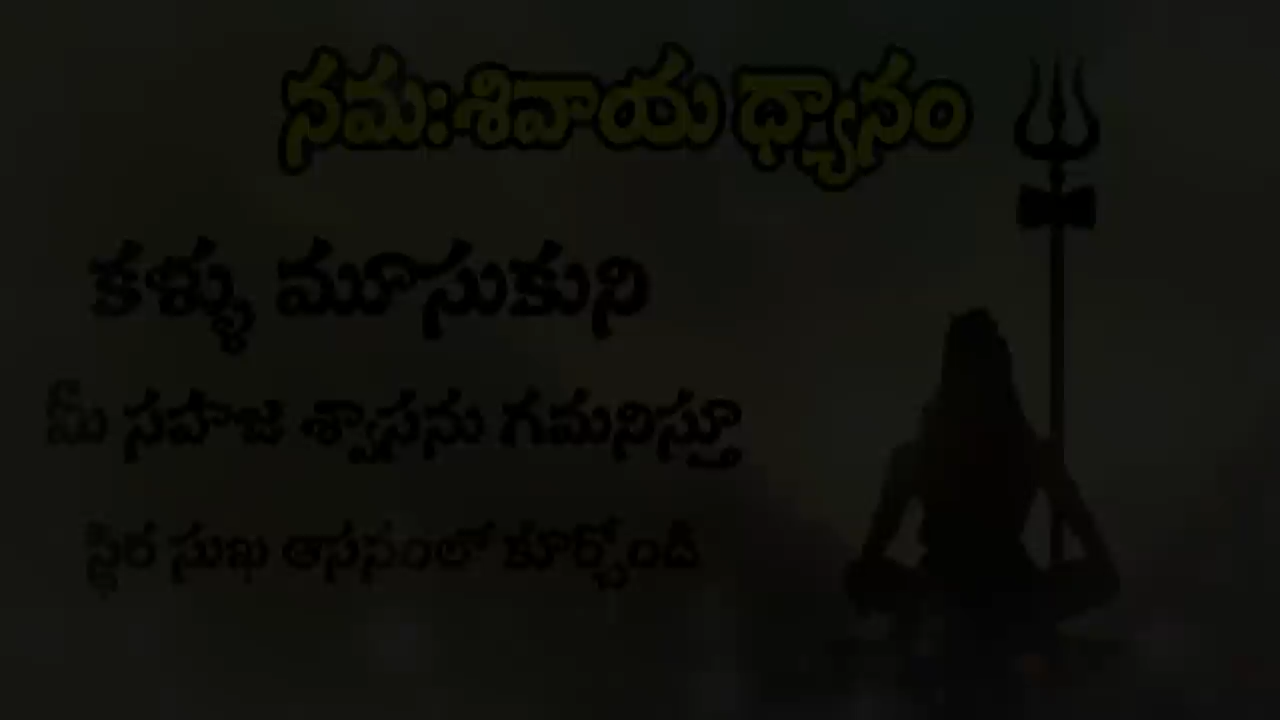 నమఃశివాయ ధ్యానం
కళ్ళు మూసుకుని
మీ సహజ శ్వాసను గమనిస్తూ
స్థిర సుఖ ఆసనంలో కూర్చోండి